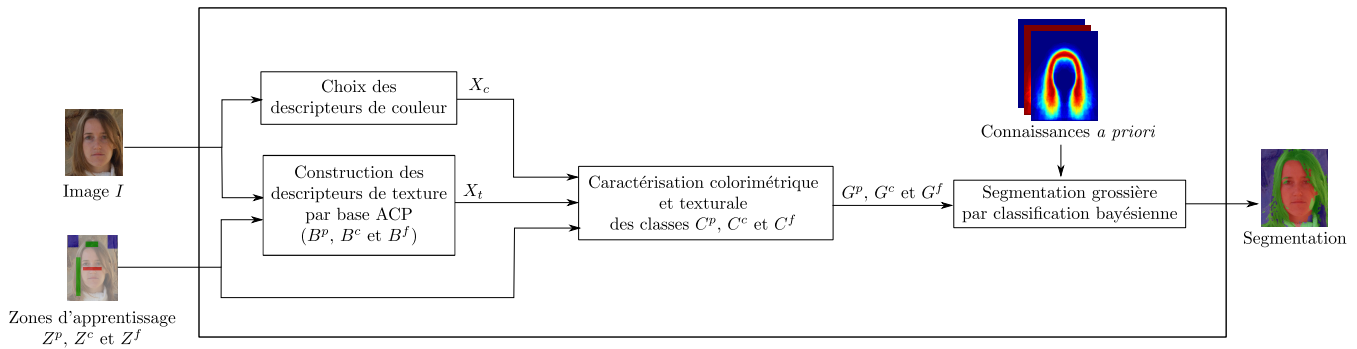 Image I
Zones d'apprentissage
Z^p, Z^c et Z^f
Choix des
descripteurs de couleur
X_c
Construction des
descripteurs de texture
par base ACP
(B^p, B^c et B^f)
X_t
Caractérisation colorimétrique
et texturale
des classes C^p, C^c et C^f
G^p, G^c et G^f
Connaissances a priori
Segmentation grossière
par classification bayésienne
Segmentation